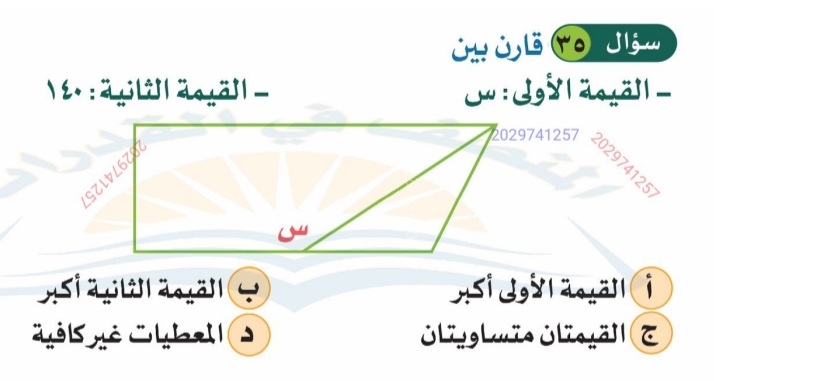 سؤال ٣٥ قارن بين
- القيمة الأولى : س - القيمة الثانية : ١٤٠
2029741257 2029741257 2029741257
س
أ القيمة الأولى أكبر ب القيمة الثانية أكبر
ج القيمتان متساويتان د المعطيات غير كافية